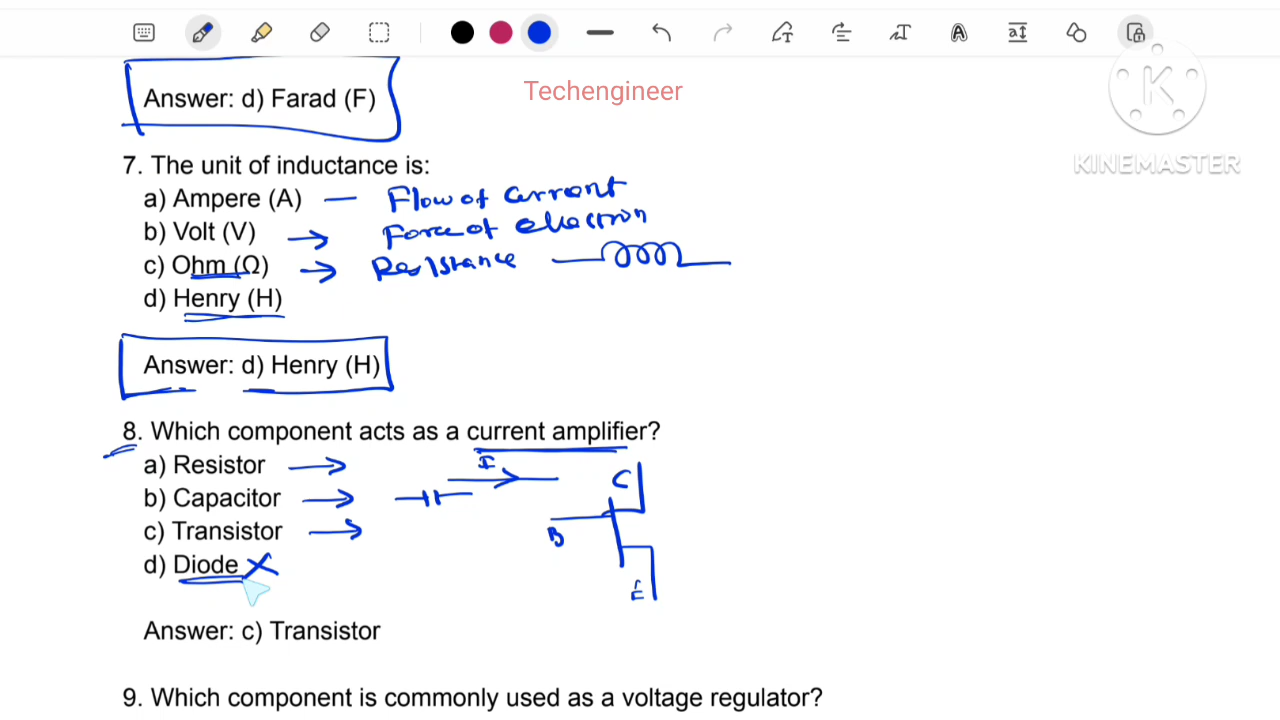 Techengineer
K
KINEMASTER
Answer: d) Farad (F)
7. The unit of inductance is:
a) Ampere (A) — Flow of current
b) Volt (V) → Force of electron
c) Ohm (Ω) → Resistance
d) Henry (H)
Answer: d) Henry (H)
8. Which component acts as a current amplifier?
a) Resistor → I C
b) Capacitor →
c) Transistor → B
d) Diode X E
Answer: c) Transistor
9. Which component is commonly used as a voltage regulator?